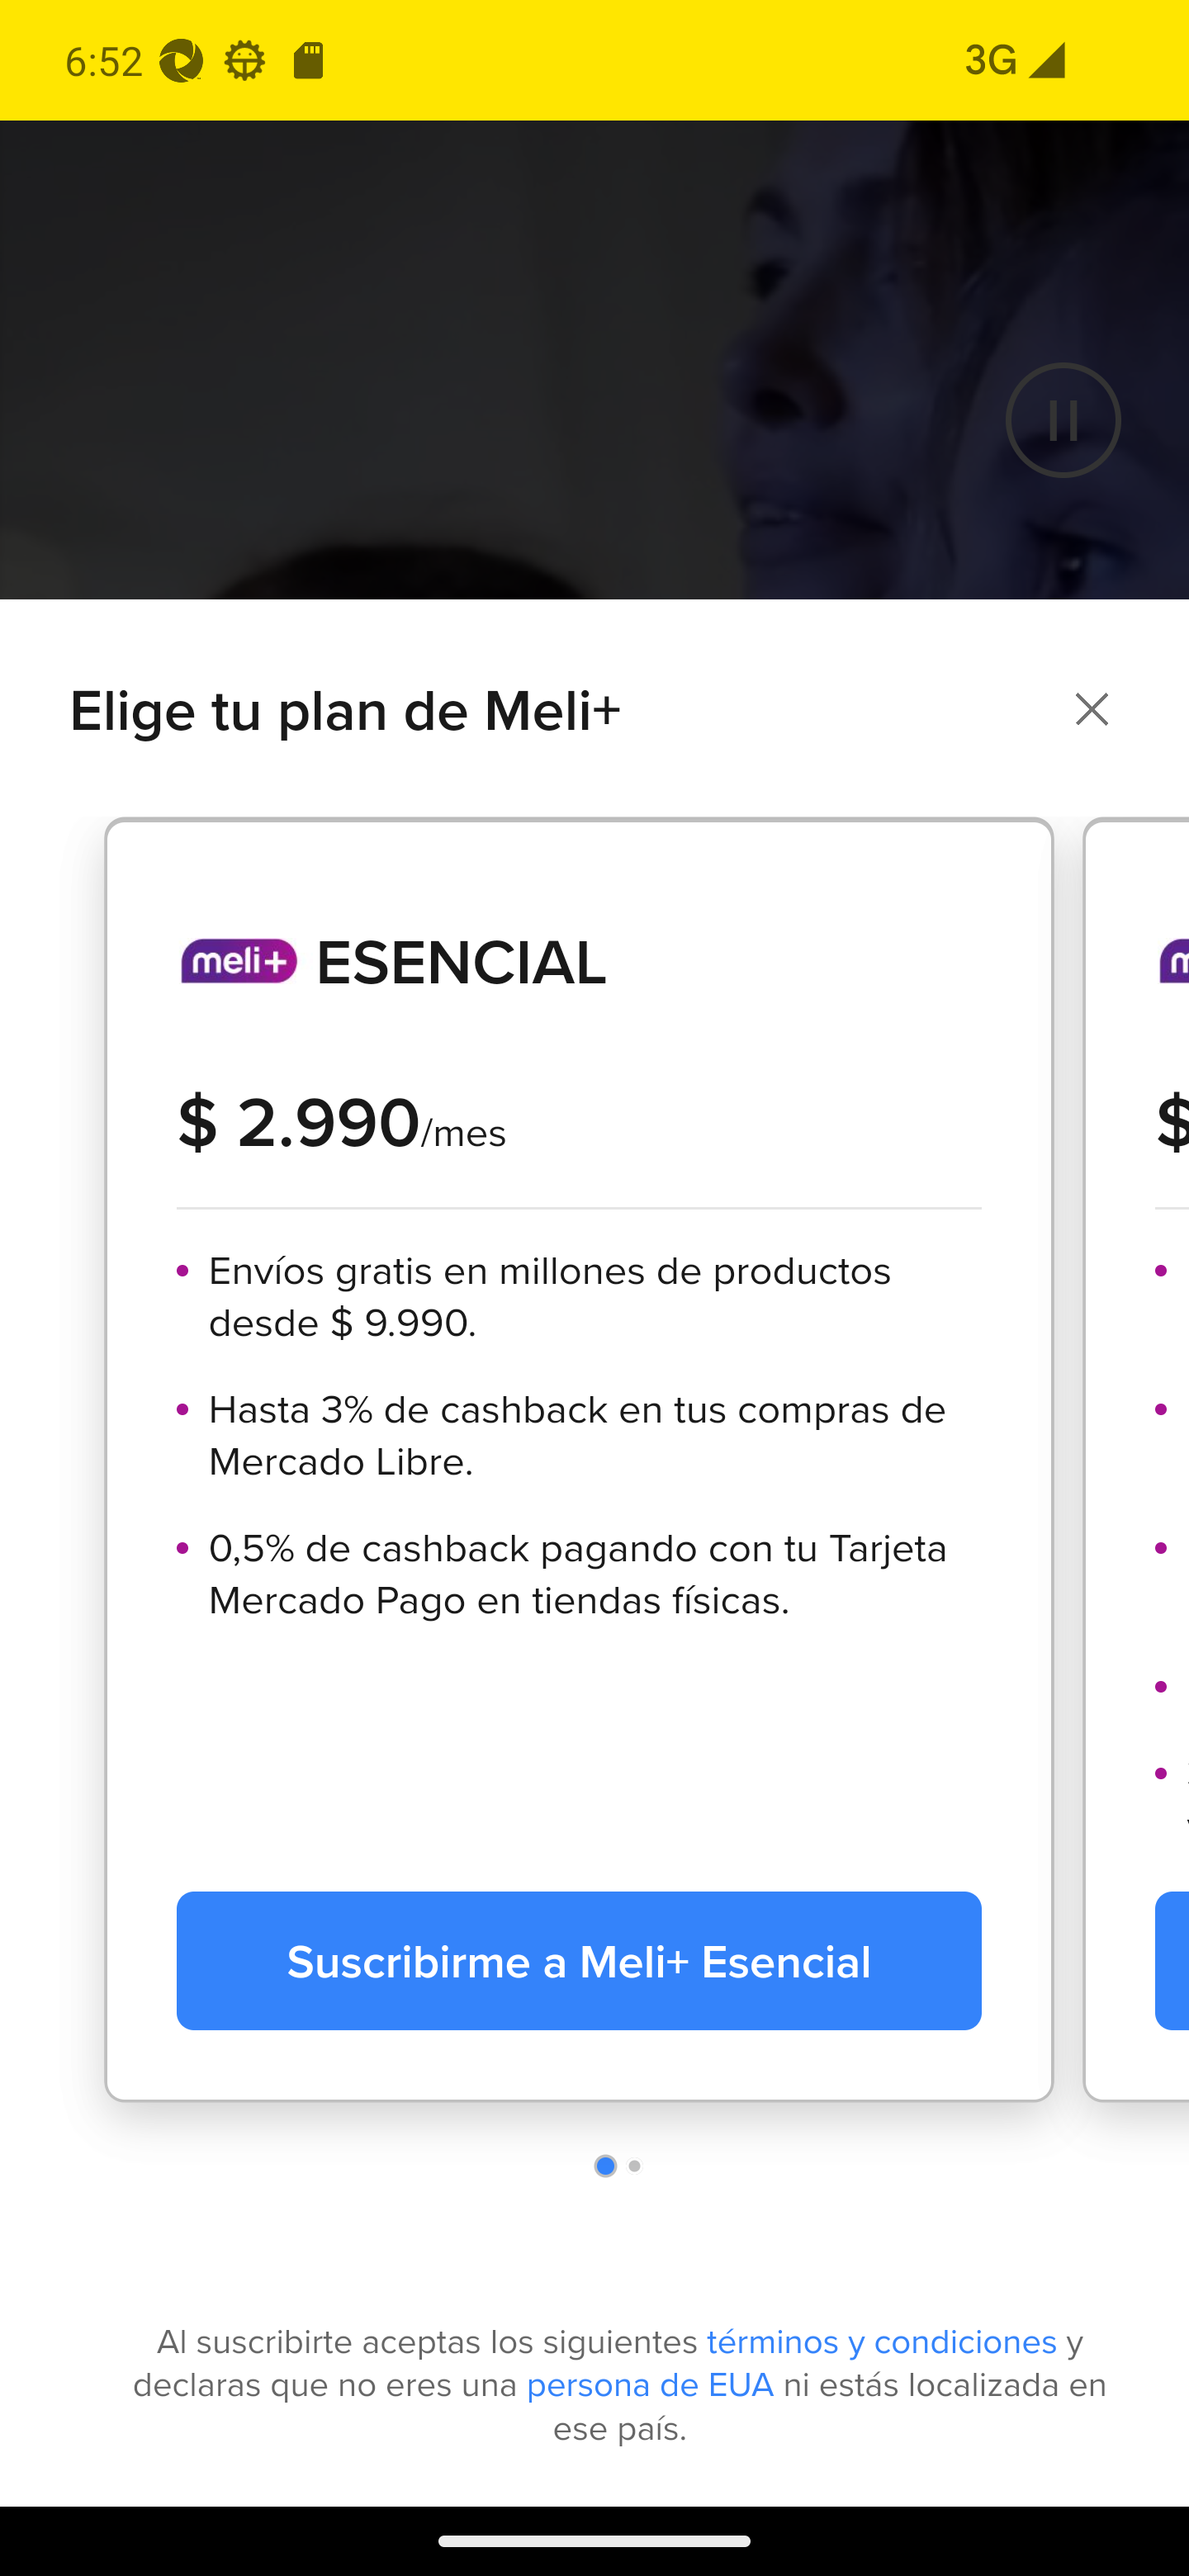 6:52
3G
Elige tu plan de Meli+
meli+ ESENCIAL
$ 2.990/mes
$
Envíos gratis en millones de productos
desde $ 9.990.
Hasta 3% de cashback en tus compras de
Mercado Libre.
0,5% de cashback pagando con tu Tarjeta
Mercado Pago en tiendas físicas.
Suscribirme a Meli+ Esencial
Al suscribirte aceptas los siguientes términos y condiciones y
declaras que no eres una persona de EUA ni estás localizada en
ese país.